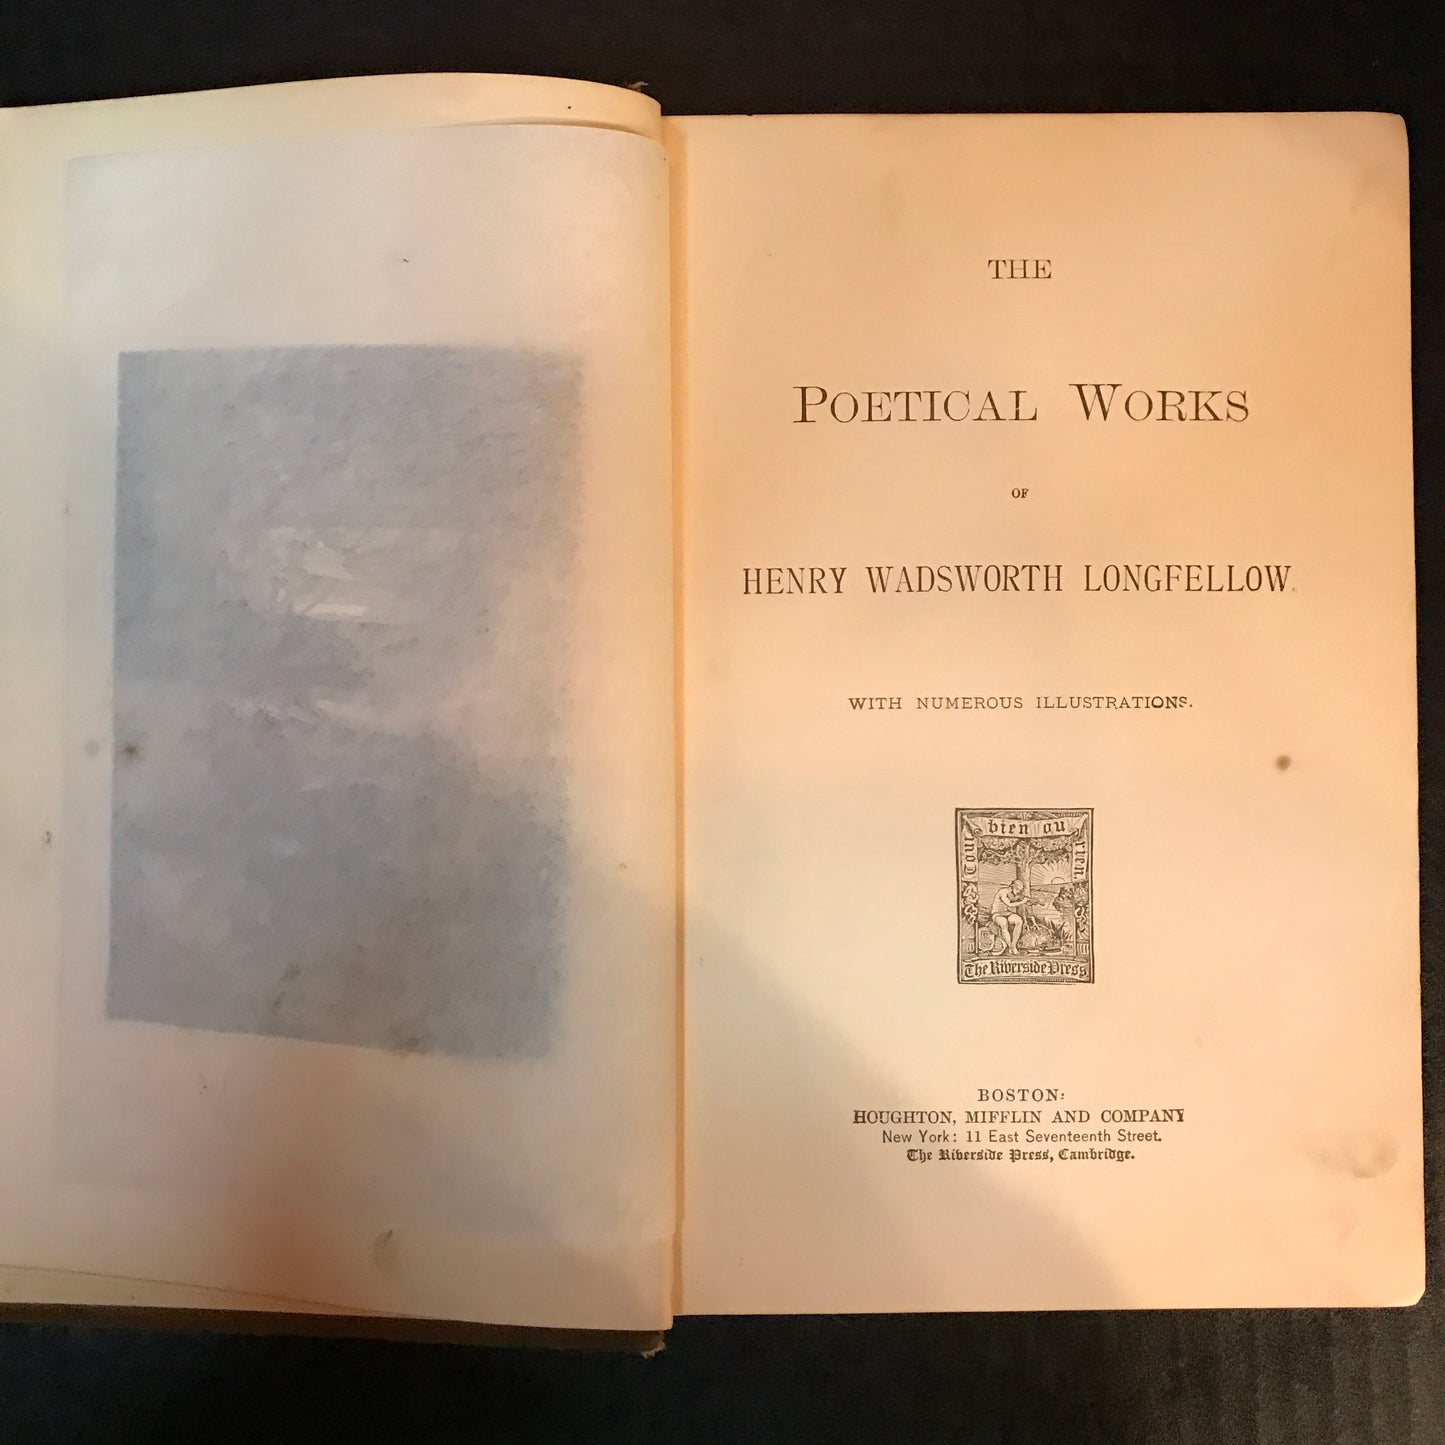 THE
POETICAL WORKS
OF
HENRY WADSWORTH LONGFELLOW.
WITH NUMEROUS ILLUSTRATIONS.
Tout bien ou rien.
The Riverside Press
BOSTON:
HOUGHTON, MIFFLIN AND COMPANY
New York: 11 East Seventeenth Street.
The Riverside Press, Cambridge.